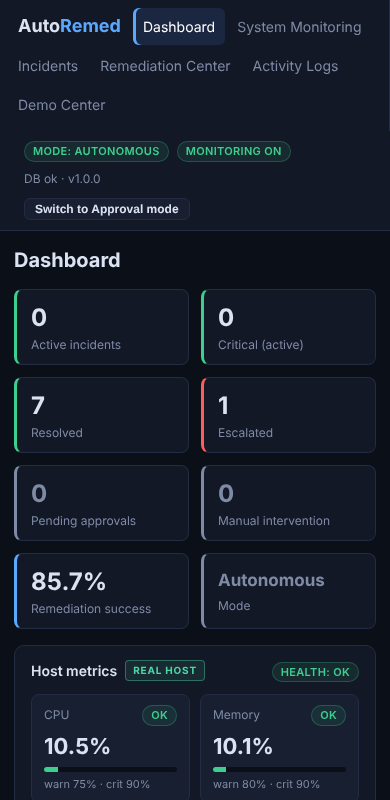 AutoRemed Dashboard System Monitoring
Incidents Remediation Center Activity Logs
Demo Center
MODE: AUTONOMOUS MONITORING ON
DB ok · v1.0.0
Switch to Approval mode
Dashboard
0 0
Active incidents Critical (active)
7 1
Resolved Escalated
0 0
Pending approvals Manual intervention
85.7% Autonomous
Remediation success Mode
Host metrics REAL HOST HEALTH: OK
CPU OK Memory OK
10.5% 10.1%
warn 75% · crit 90% warn 80% · crit 90%